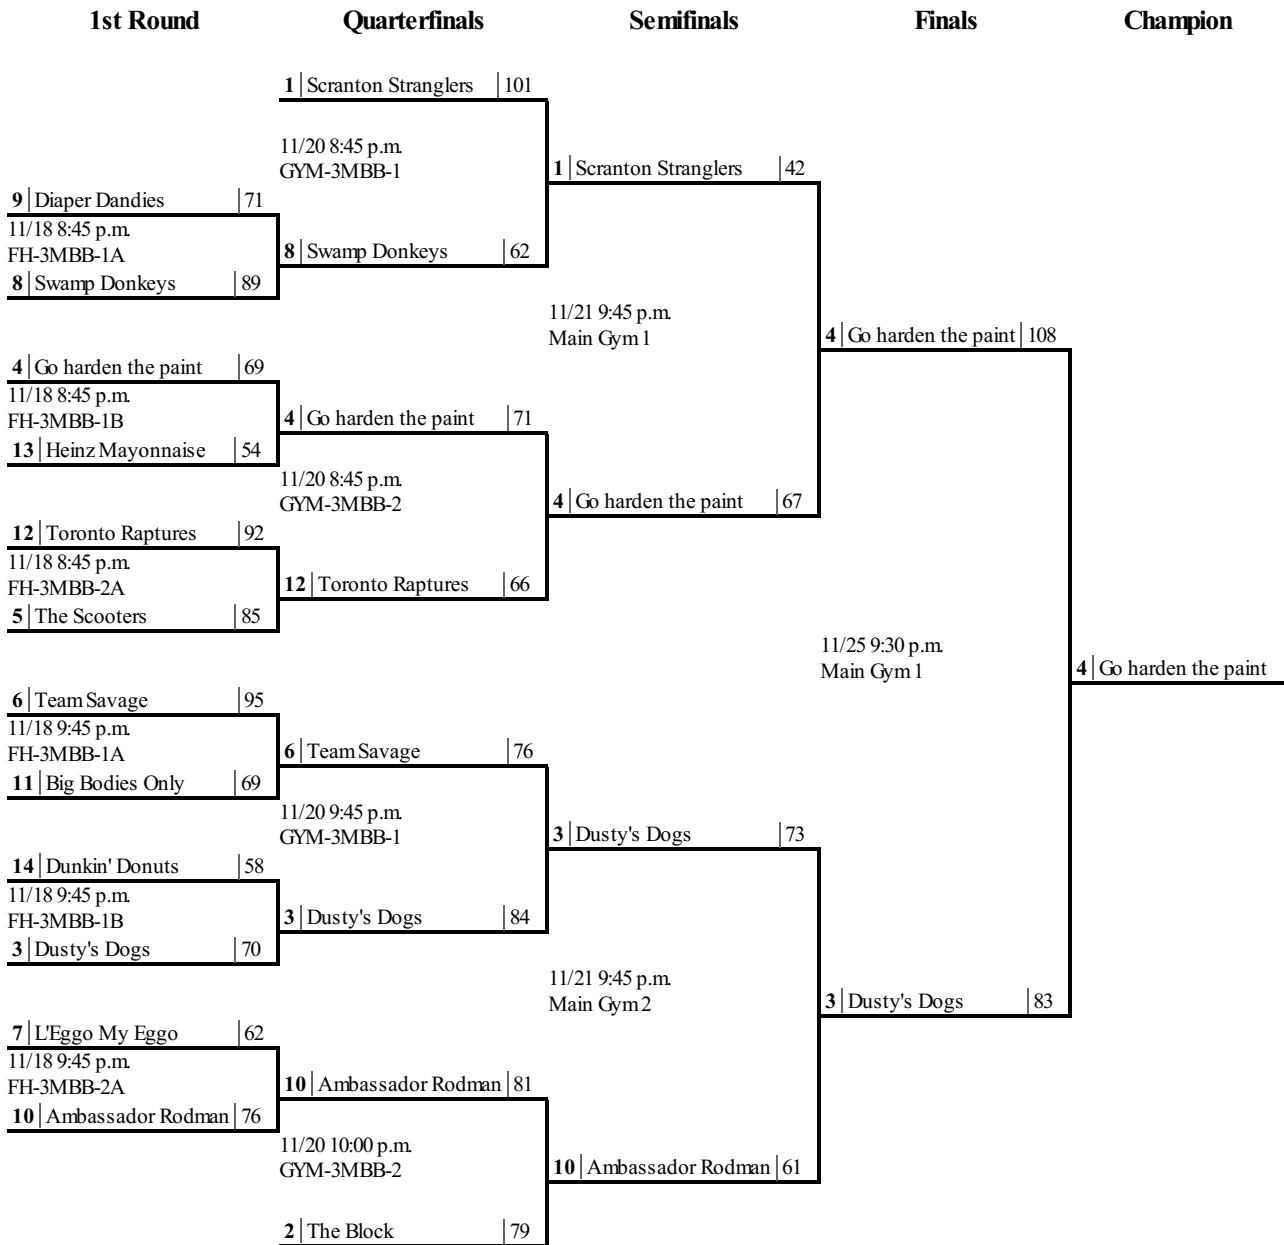 1st Round Quarterfinals Semifinals Finals Champion
1 Scranton Stranglers 101
11/20 8:45 p.m.
GYM-3MBB-1
1 Scranton Stranglers 42
9 Diaper Dandies 71
11/18 8:45 p.m.
FH-3MBB-1A
8 Swamp Donkeys 62
8 Swamp Donkeys 89
11/21 9:45 p.m.
Main Gym 1
4 Go harden the paint 108
4 Go harden the paint 69
11/18 8:45 p.m.
FH-3MBB-1B
4 Go harden the paint 71
13 Heinz Mayonnaise 54
11/20 8:45 p.m.
GYM-3MBB-2
4 Go harden the paint 67
12 Toronto Raptures 92
11/18 8:45 p.m.
FH-3MBB-2A
12 Toronto Raptures 66
5 The Scooters 85
11/25 9:30 p.m.
Main Gym 1
4 Go harden the paint
6 Team Savage 95
11/18 9:45 p.m.
FH-3MBB-1A
6 Team Savage 76
11 Big Bodies Only 69
11/20 9:45 p.m.
GYM-3MBB-1
3 Dusty's Dogs 73
14 Dunkin' Donuts 58
11/18 9:45 p.m.
FH-3MBB-1B
3 Dusty's Dogs 84
3 Dusty's Dogs 70
11/21 9:45 p.m.
Main Gym 2
3 Dusty's Dogs 83
7 L'Eggo My Eggo 62
11/18 9:45 p.m.
FH-3MBB-2A
10 Ambassador Rodman 81
10 Ambassador Rodman 76
11/20 10:00 p.m.
GYM-3MBB-2
10 Ambassador Rodman 61
2 The Block 79